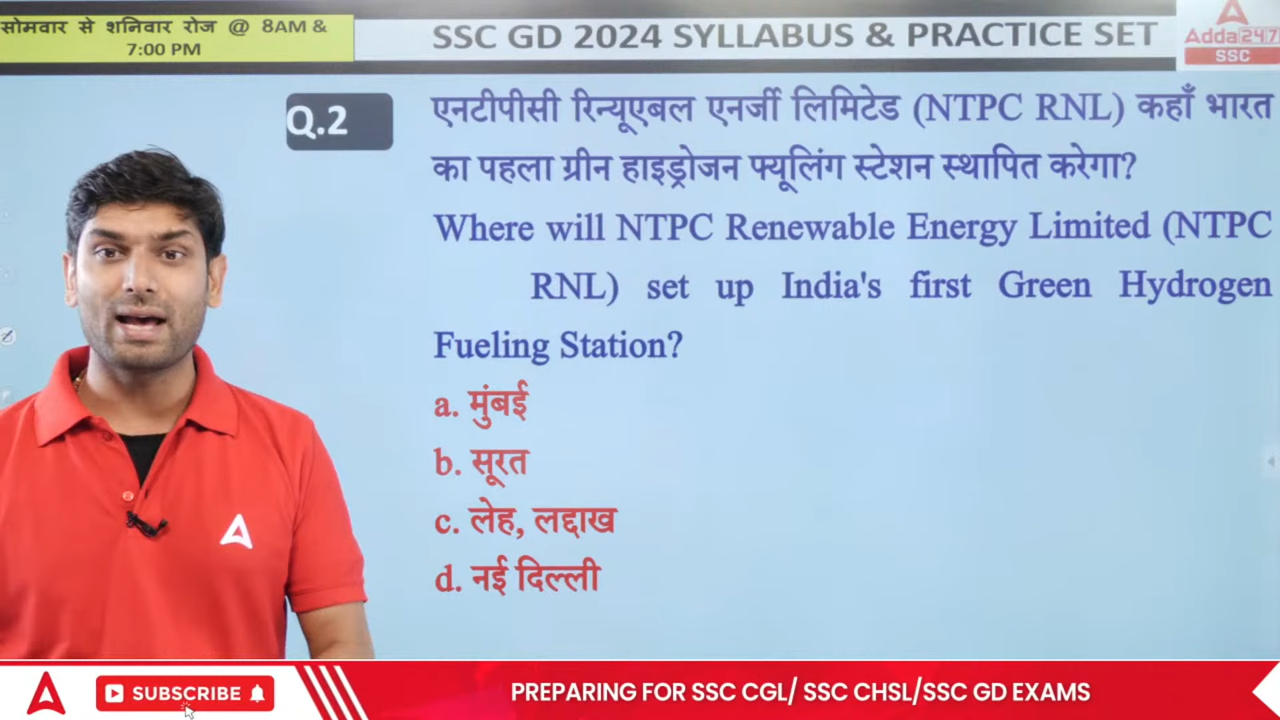 सोमवार से शनिवार रोज @ 8AM &
7:00 PM
SSC GD 2024 SYLLABUS & PRACTICE SET
Adda247
SSC
Q.2
एनटीपीसी रिन्यूएबल एनर्जी लिमिटेड (NTPC RNL) कहाँ भारत
का पहला ग्रीन हाइड्रोजन फ्यूलिंग स्टेशन स्थापित करेगा?
Where will NTPC Renewable Energy Limited (NTPC
RNL) set up India's first Green Hydrogen
Fueling Station?
a. मुंबई
b. सूरत
c. लेह, लद्दाख
d. नई दिल्ली
SUBSCRIBE
PREPARING FOR SSC CGL/ SSC CHSL/SSC GD EXAMS